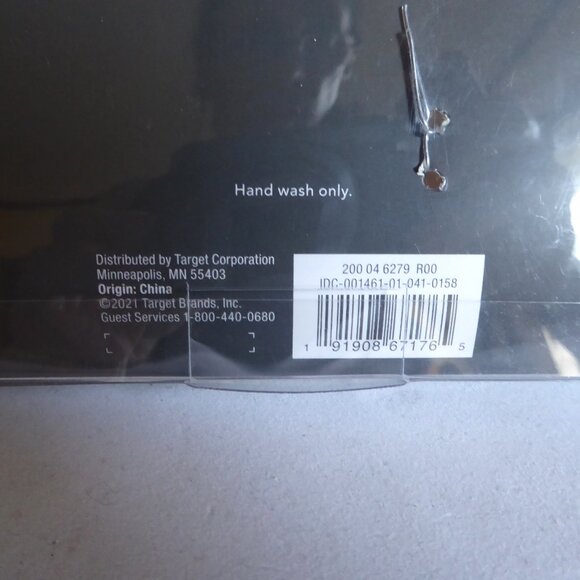 Hand wash only.
Distributed by Target Corporation
Minneapolis, MN 55403
Origin: China
©2021 Target Brands, Inc.
Guest Services 1-800-440-0680
200 04 6279 R00
IDC-001461-01-041-0158
1 91908 67176 5